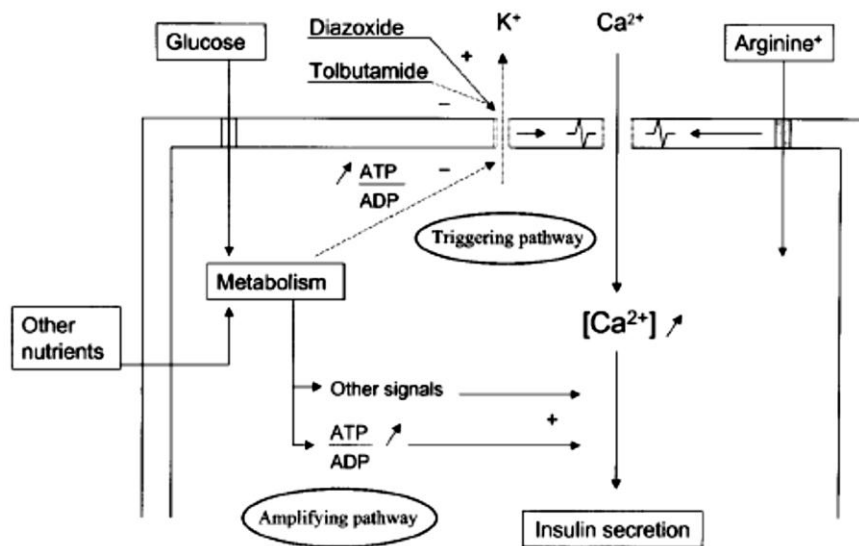 Glucose
Diazoxide
+
Tolbutamide
−
K+
Ca2+
Arginine+
ATP
ADP
−
Triggering pathway
Metabolism
Other
nutrients
[Ca2+]
Other signals
+
ATP
ADP
Amplifying pathway
Insulin secretion